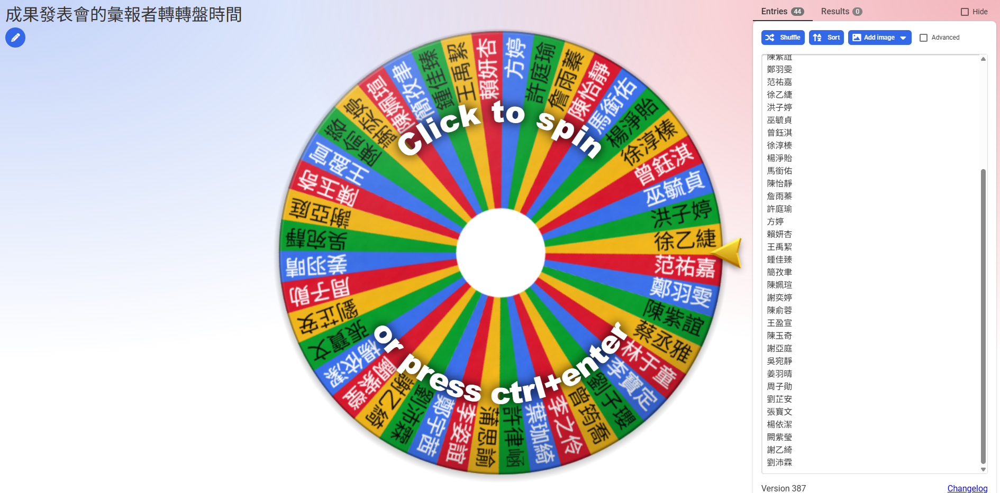 成果發表會的彙報者轉轉盤時間
Click to spin
or press ctrl+enter
方婷
許庭瑜
詹雨蓁
陳怡靜
馬銜佑
楊淨貽
徐淳榛
曾鈺淇
巫毓貞
洪子婷
徐乙緁
范祐嘉
鄭羽雯
陳紫誼
蔡丞雅
林于童
李寶定
劉子瓔
曾筠喬
李之伶
葉珈綺
許律崡
蒲思諭
李姿誼
鄭宇茜
劉沛霖
謝乙綺
闕紫瑩
楊依潔
張寶文
劉芷安
周子勛
姜羽晴
吳宛靜
謝亞庭
陳玉奇
王盈宣
陳俞蓉
謝奕婷
陳姵瑄
簡孜聿
鍾佳臻
王禹絜
賴妍杏
Entries 44
Results 0
Hide
Shuffle
Sort
Add image
Advanced
陳紫誼
鄭羽雯
范祐嘉
徐乙緁
洪子婷
巫毓貞
曾鈺淇
徐淳榛
楊淨貽
馬銜佑
陳怡靜
詹雨蓁
許庭瑜
方婷
賴妍杏
王禹絜
鍾佳臻
簡孜聿
陳姵瑄
謝奕婷
陳俞蓉
王盈宣
陳玉奇
謝亞庭
吳宛靜
姜羽晴
周子勛
劉芷安
張寶文
楊依潔
闕紫瑩
謝乙綺
劉沛霖
Version 387
Changelog